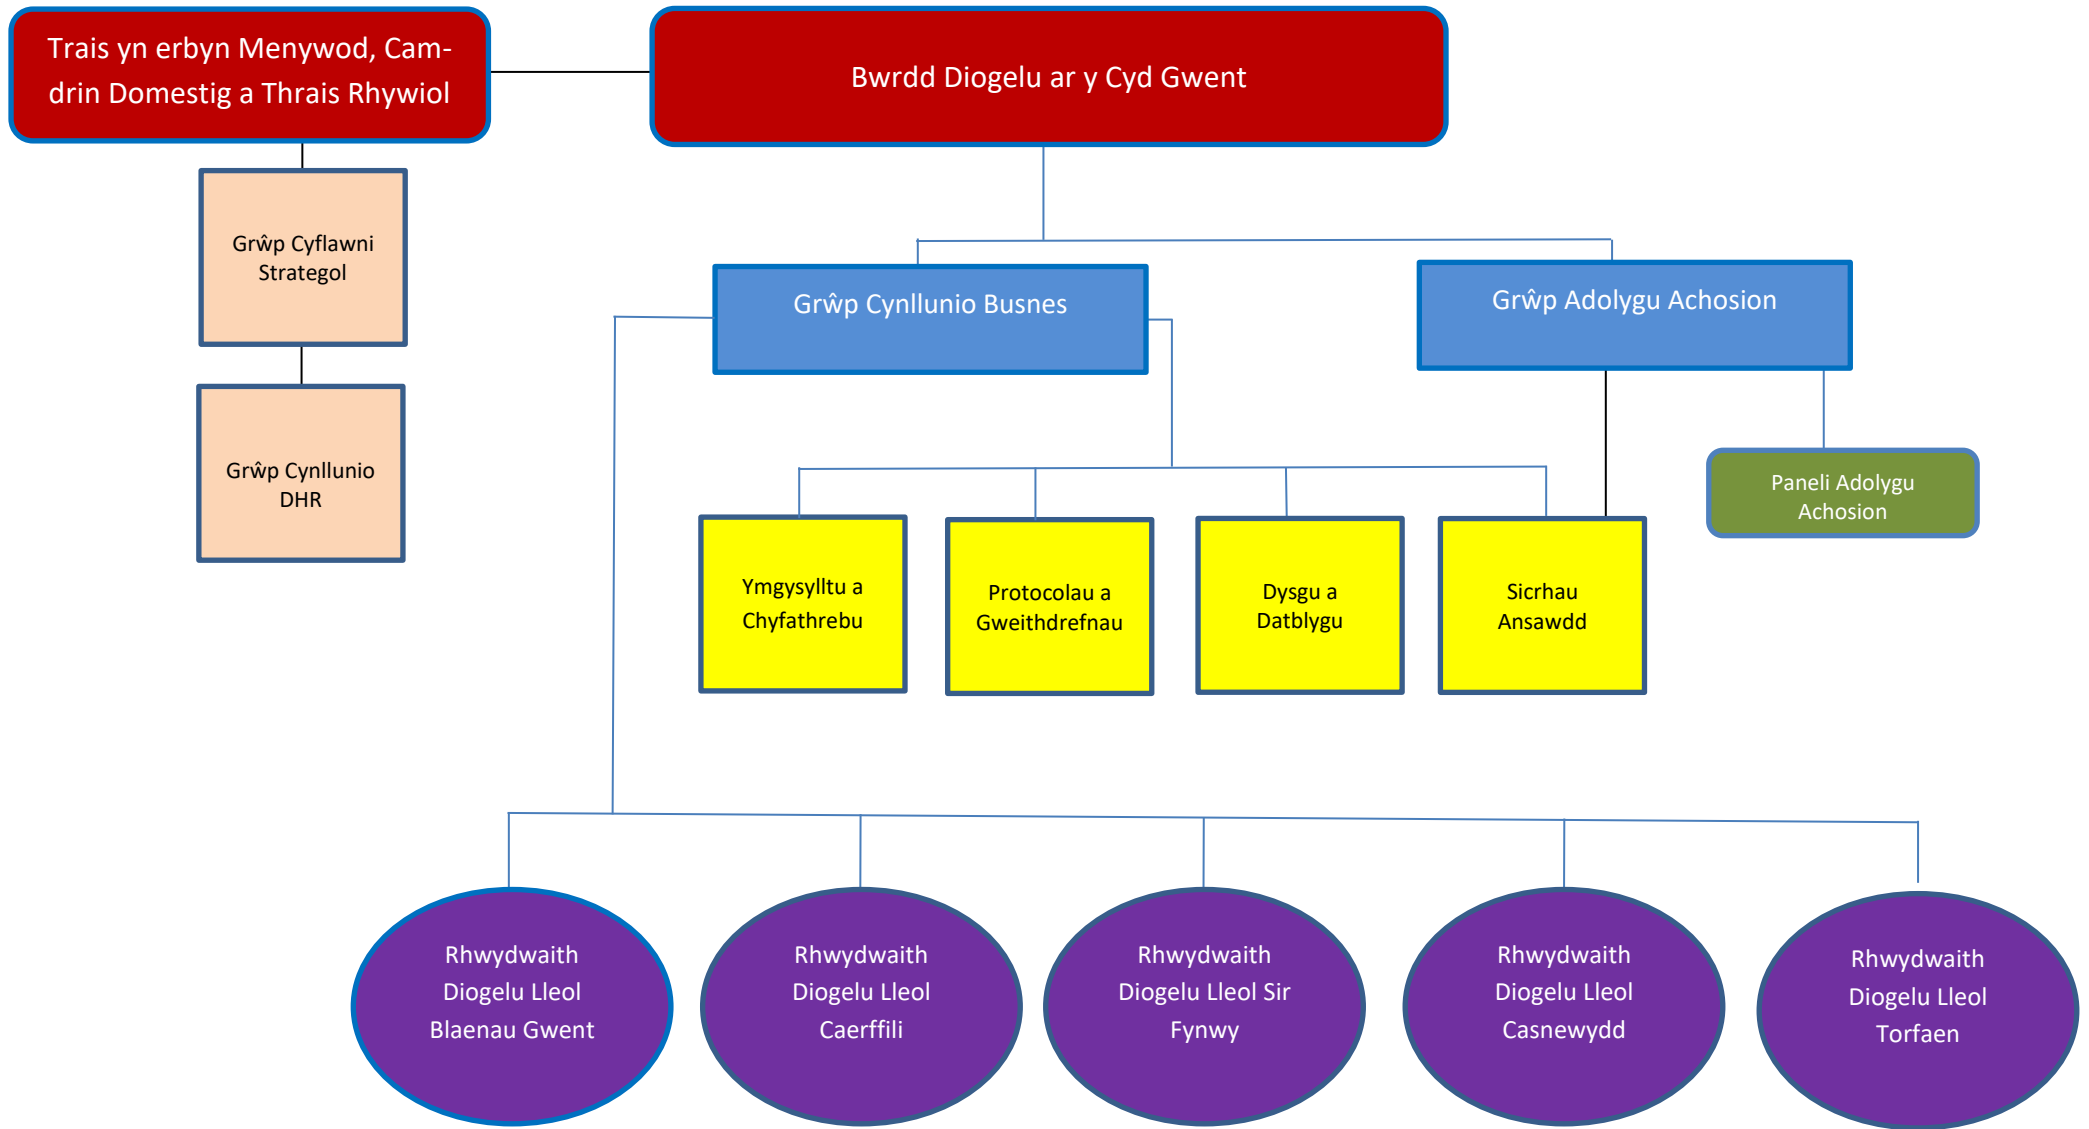 Trais yn erbyn Menywod, Cam-
drin Domestig a Thrais Rhywiol
Bwrdd Diogelu ar y Cyd Gwent
Grŵp Cyflawni
Strategol
Grŵp Cynllunio Busnes
Grŵp Adolygu Achosion
Grŵp Cynllunio
DHR
Paneli Adolygu
Achosion
Ymgysylltu a
Chyfathrebu
Protocolau a
Gweithdrefnau
Dysgu a
Datblygu
Sicrhau
Ansawdd
Rhwydwaith
Diogelu Lleol
Blaenau Gwent
Rhwydwaith
Diogelu Lleol
Caerffili
Rhwydwaith
Diogelu Lleol Sir
Fynwy
Rhwydwaith
Diogelu Lleol
Casnewydd
Rhwydwaith
Diogelu Lleol
Torfaen